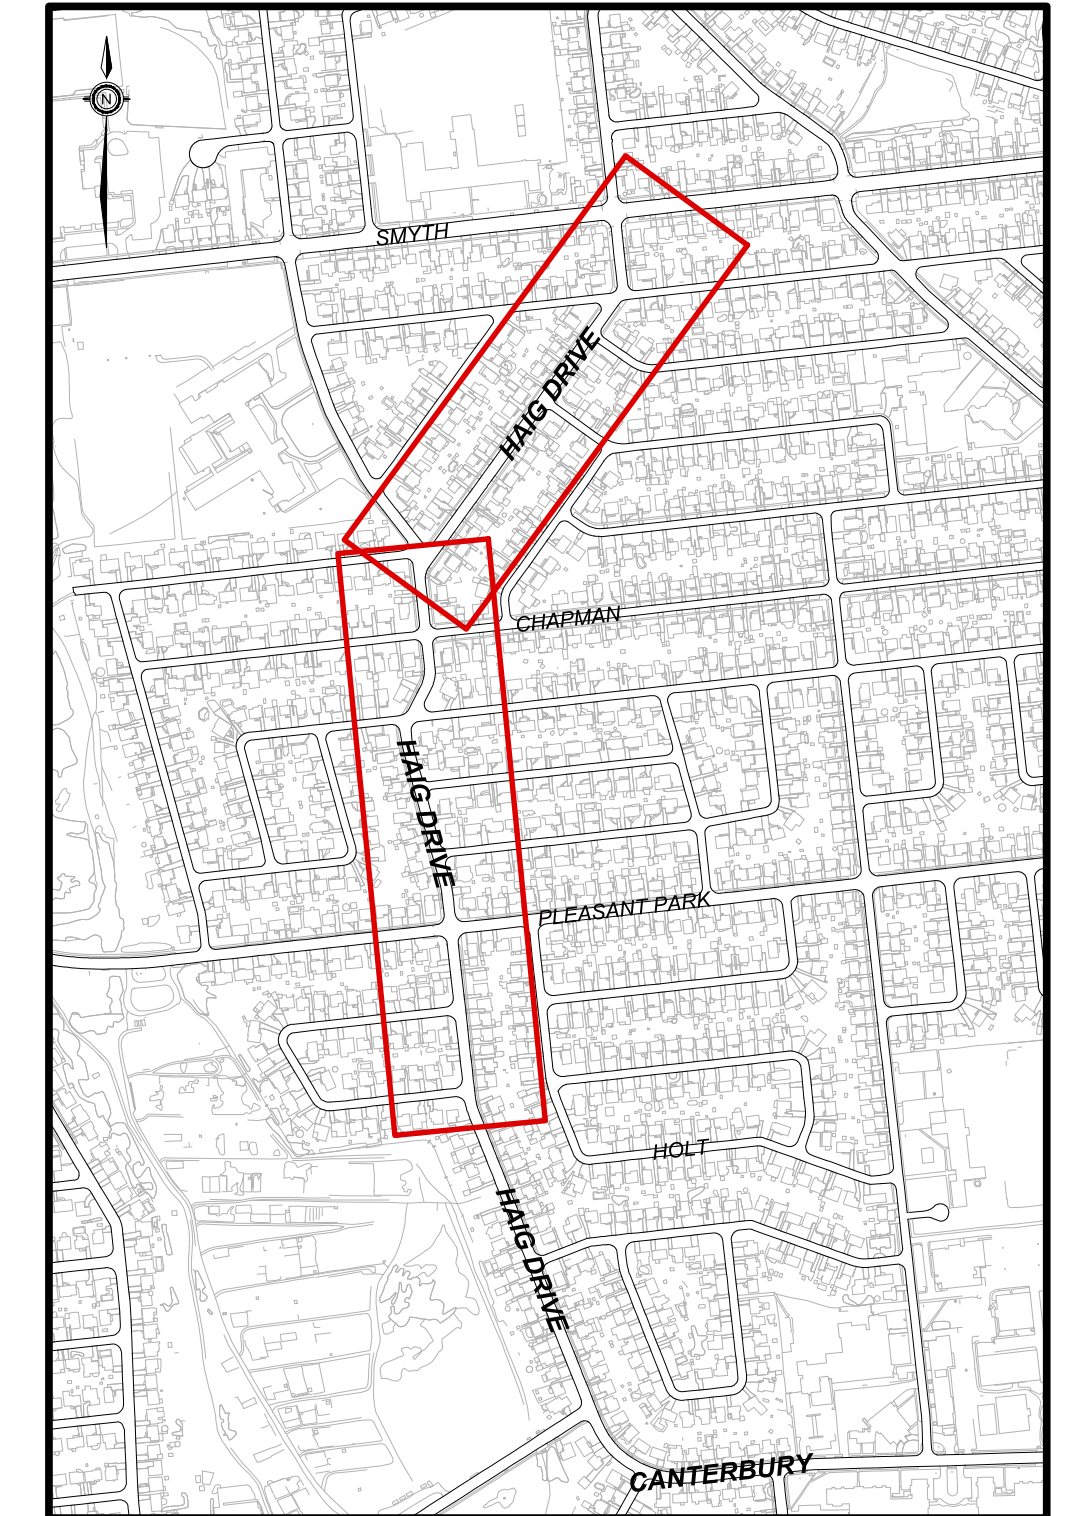 N
SMYTH
HAIG DRIVE
CHAPMAN
HAIG DRIVE
PLEASANT PARK
HOLT
HAIG DRIVE
CANTERBURY